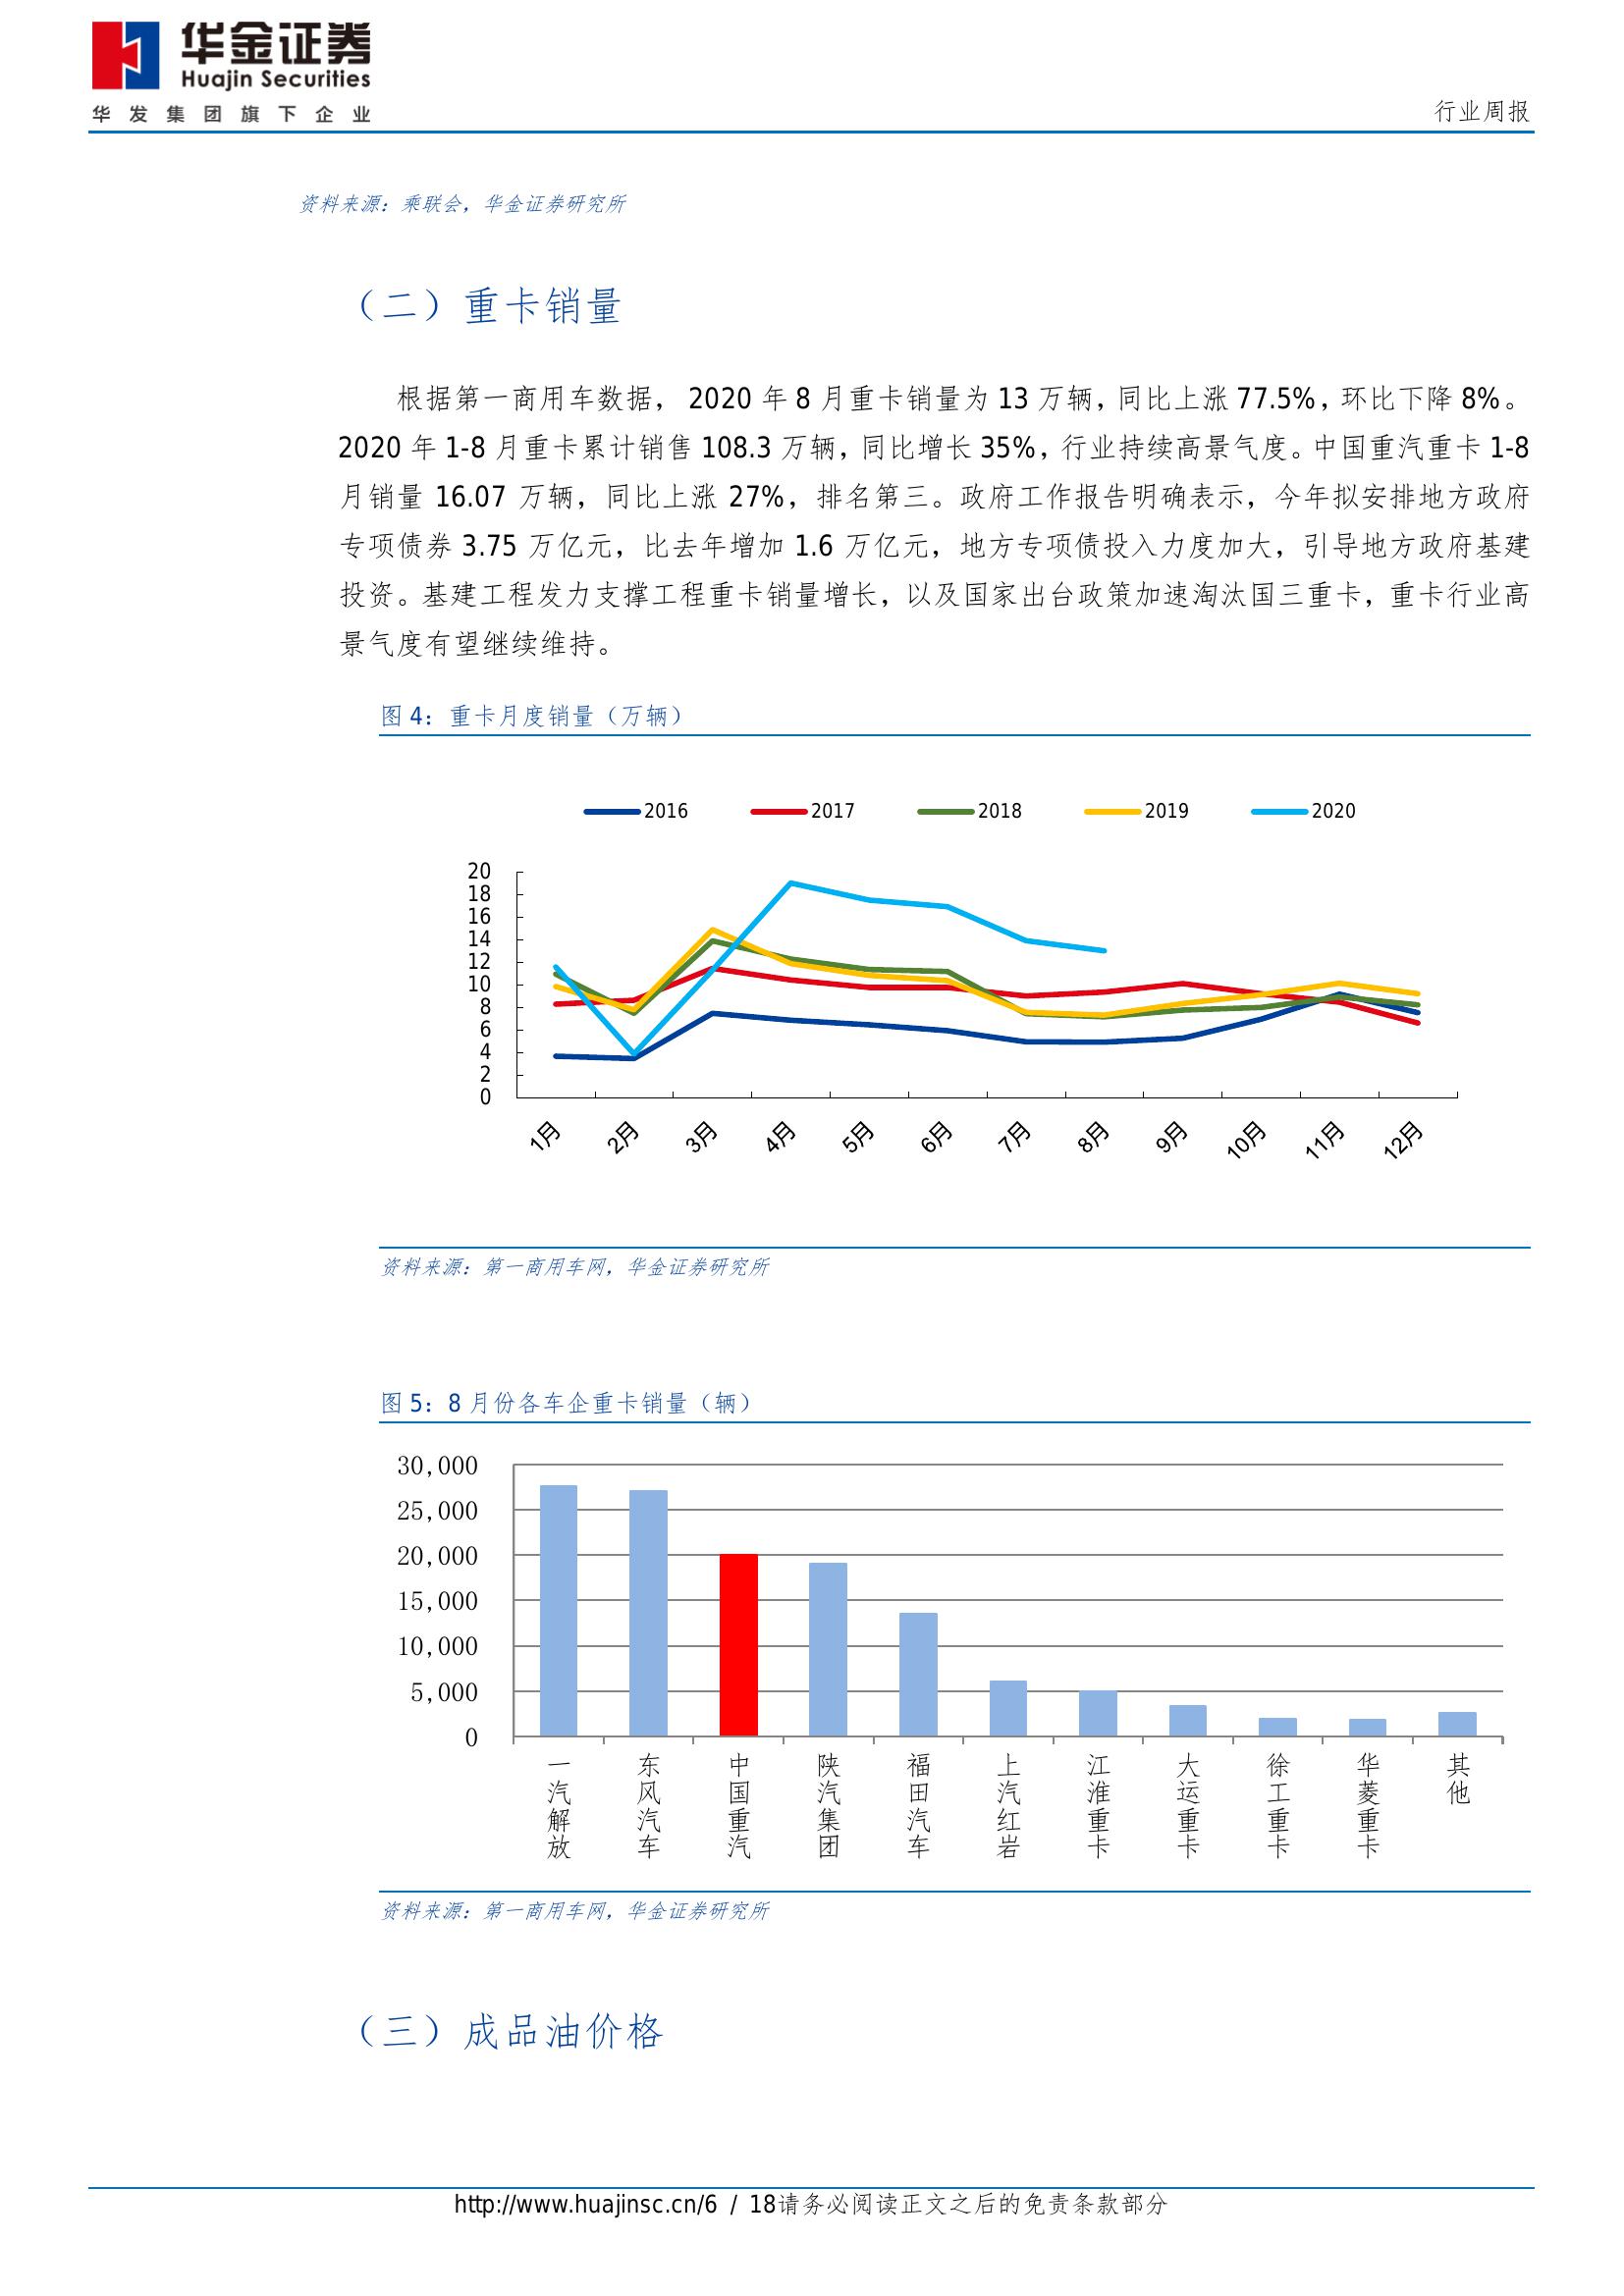 华金证券
Huajin Securities
华发集团旗下企业
行业周报
资料来源：乘联会，华金证券研究所
（二）重卡销量
根据第一商用车数据， 2020 年 8 月重卡销量为 13 万辆，同比上涨 77.5%，环比下降 8%。
2020 年 1-8 月重卡累计销售 108.3 万辆，同比增长 35%，行业持续高景气度。中国重汽重卡 1-8
月销量 16.07 万辆，同比上涨 27%，排名第三。政府工作报告明确表示，今年拟安排地方政府
专项债券 3.75 万亿元，比去年增加 1.6 万亿元，地方专项债投入力度加大，引导地方政府基建
投资。基建工程发力支撑工程重卡销量增长，以及国家出台政策加速淘汰国三重卡，重卡行业高
景气度有望继续维持。
图 4：重卡月度销量（万辆）
2016 2017 2018 2019 2020
20
18
16
14
12
10
8
6
4
2
0
1月 2月 3月 4月 5月 6月 7月 8月 9月 10月 11月 12月
资料来源：第一商用车网，华金证券研究所
图 5：8 月份各车企重卡销量（辆）
30,000
25,000
20,000
15,000
10,000
5,000
0
一汽解放 东风汽车 中国重汽 陕汽集团 福田汽车 上汽红岩 江淮重卡 大运重卡 徐工重卡 华菱重卡 其他
资料来源：第一商用车网，华金证券研究所
（三）成品油价格
http://www.huajinsc.cn/6 / 18请务必阅读正文之后的免责条款部分